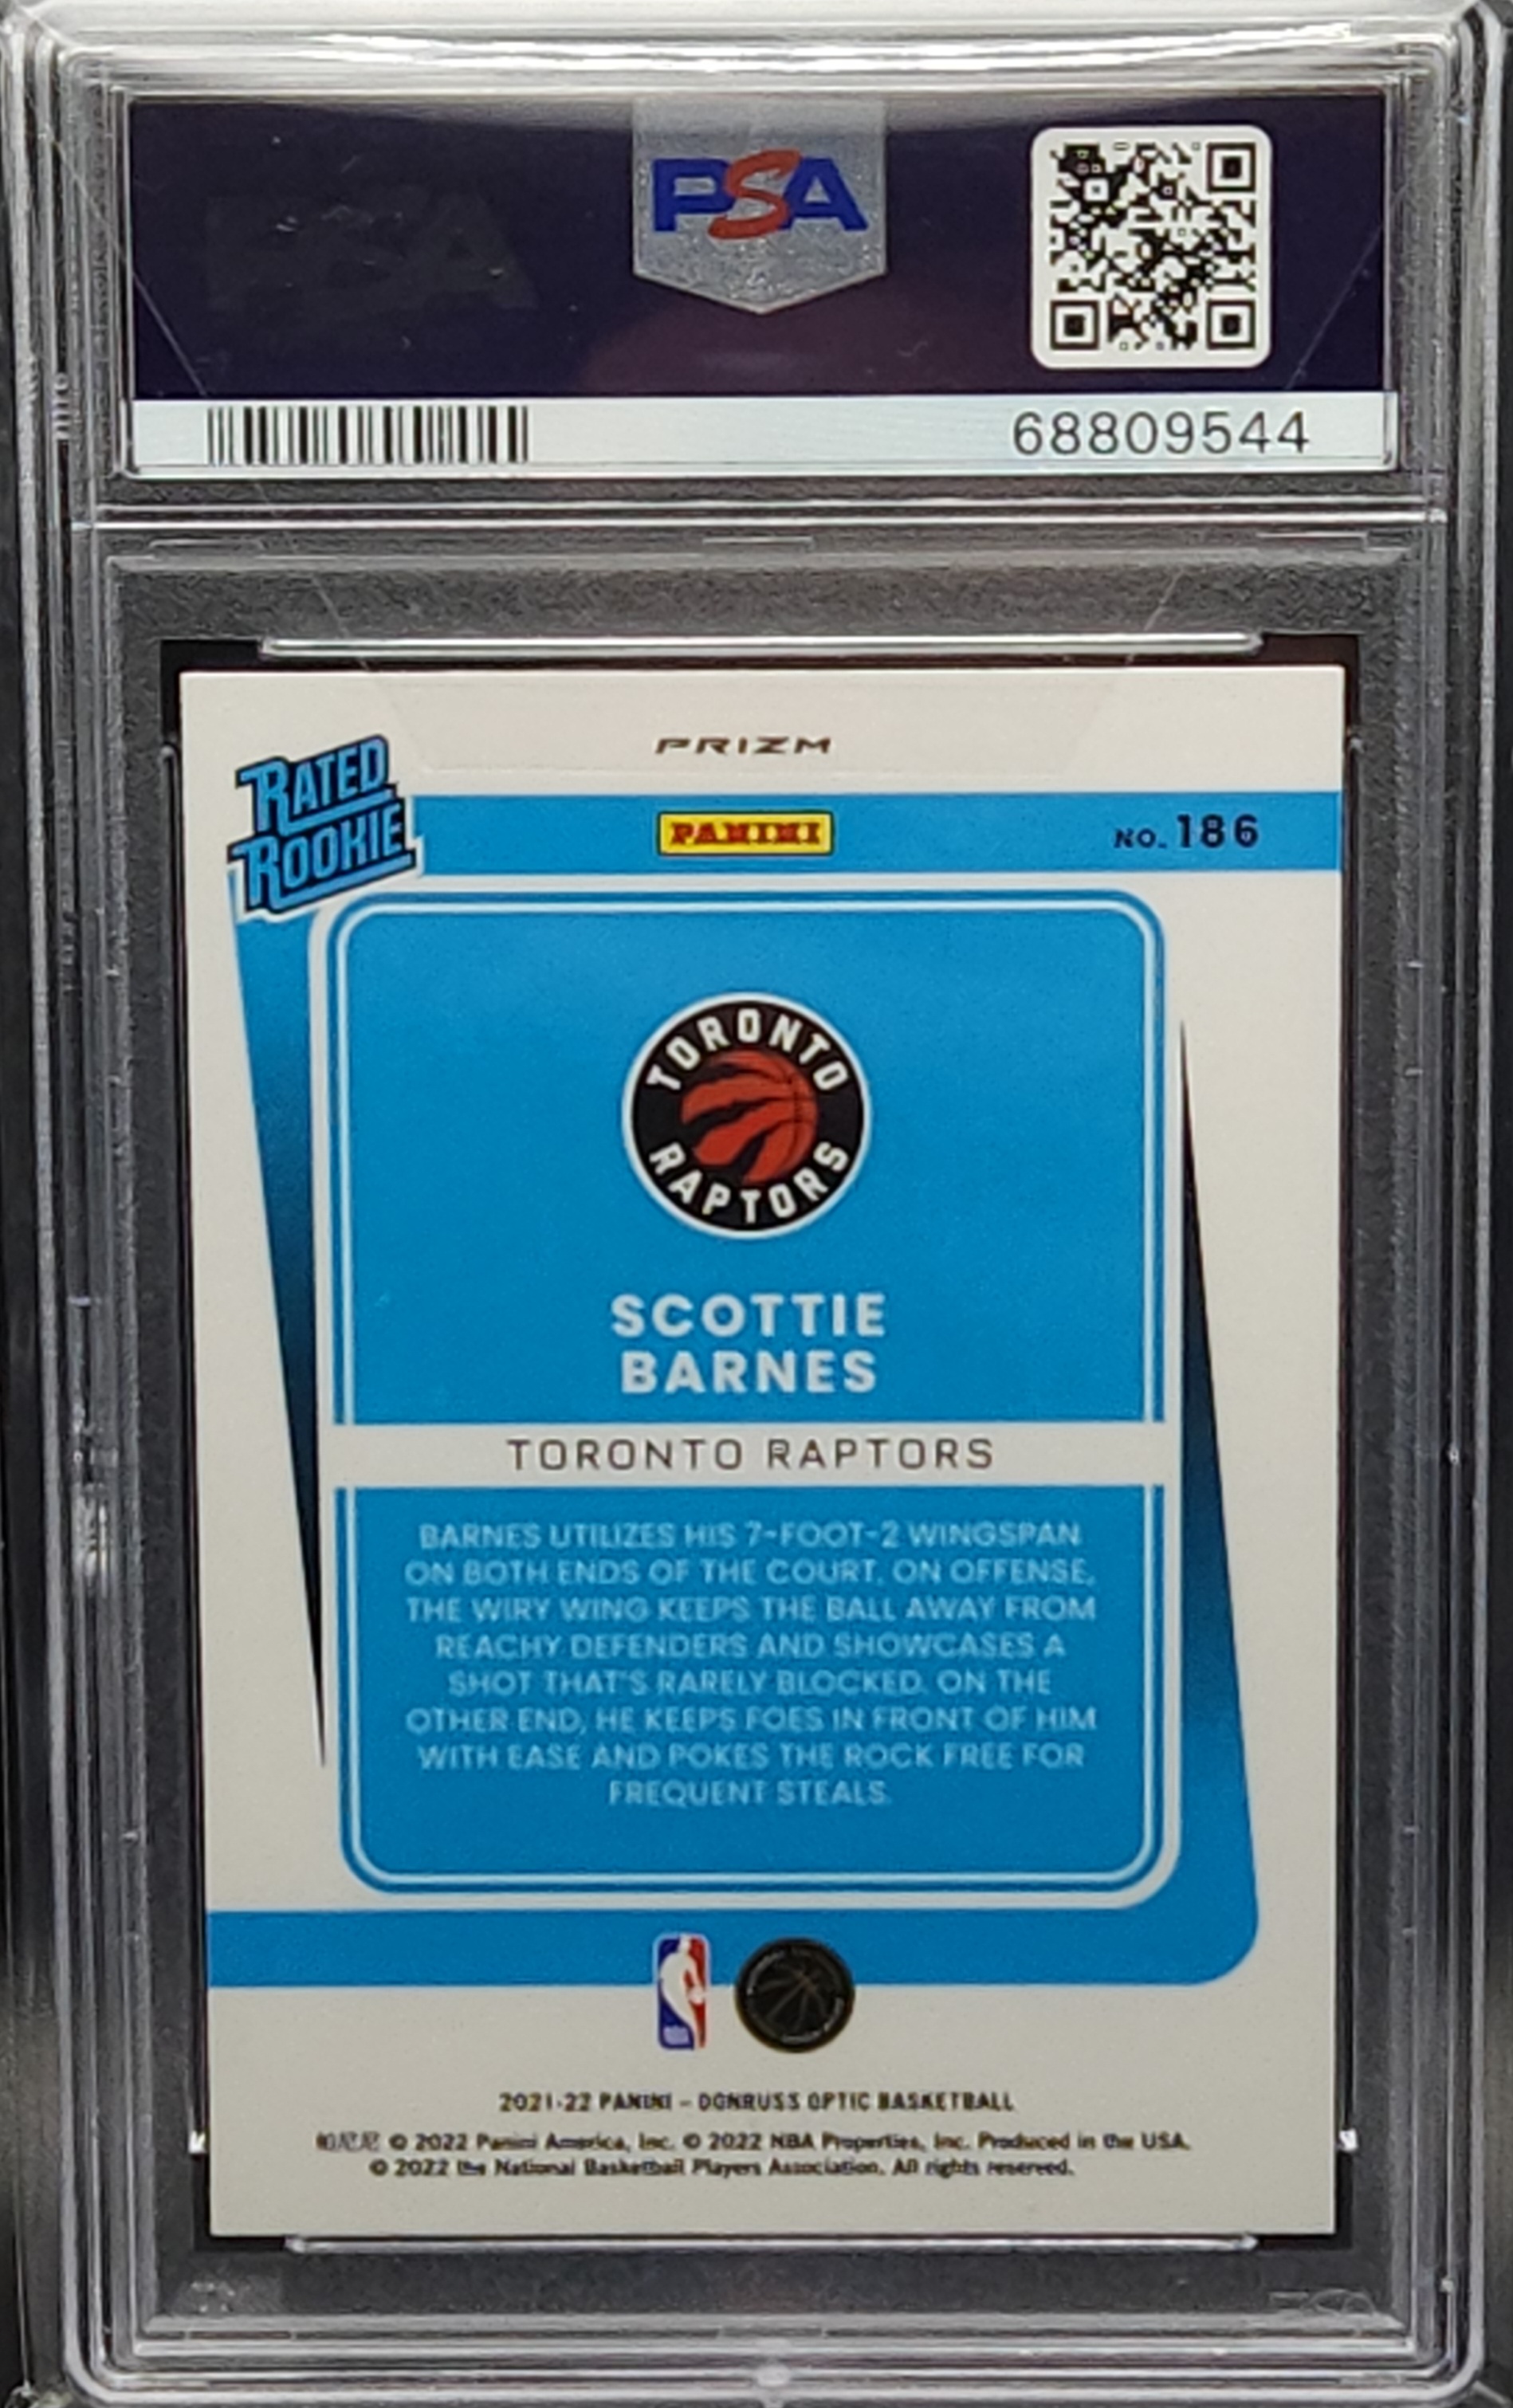 PSA
68809544
PRIZM
RATED
ROOKIE
PANINI
NO. 186
TORONTO
RAPTORS
SCOTTIE
BARNES
TORONTO RAPTORS
BARNES UTILIZES HIS 7-FOOT-2 WINGSPAN
ON BOTH ENDS OF THE COURT. ON OFFENSE,
THE WIRY WING KEEPS THE BALL AWAY FROM
REACHY DEFENDERS AND SHOWCASES A
SHOT THAT'S RARELY BLOCKED. ON THE
OTHER END, HE KEEPS FOES IN FRONT OF HIM
WITH EASE AND POKES THE ROCK FREE FOR
FREQUENT STEALS.
2021-22 PANINI – DONRUSS OPTIC BASKETBALL
© 2022 Panini America, Inc. © 2022 NBA Properties, Inc. Produced in the USA.
© 2022 the National Basketball Players Association. All rights reserved.